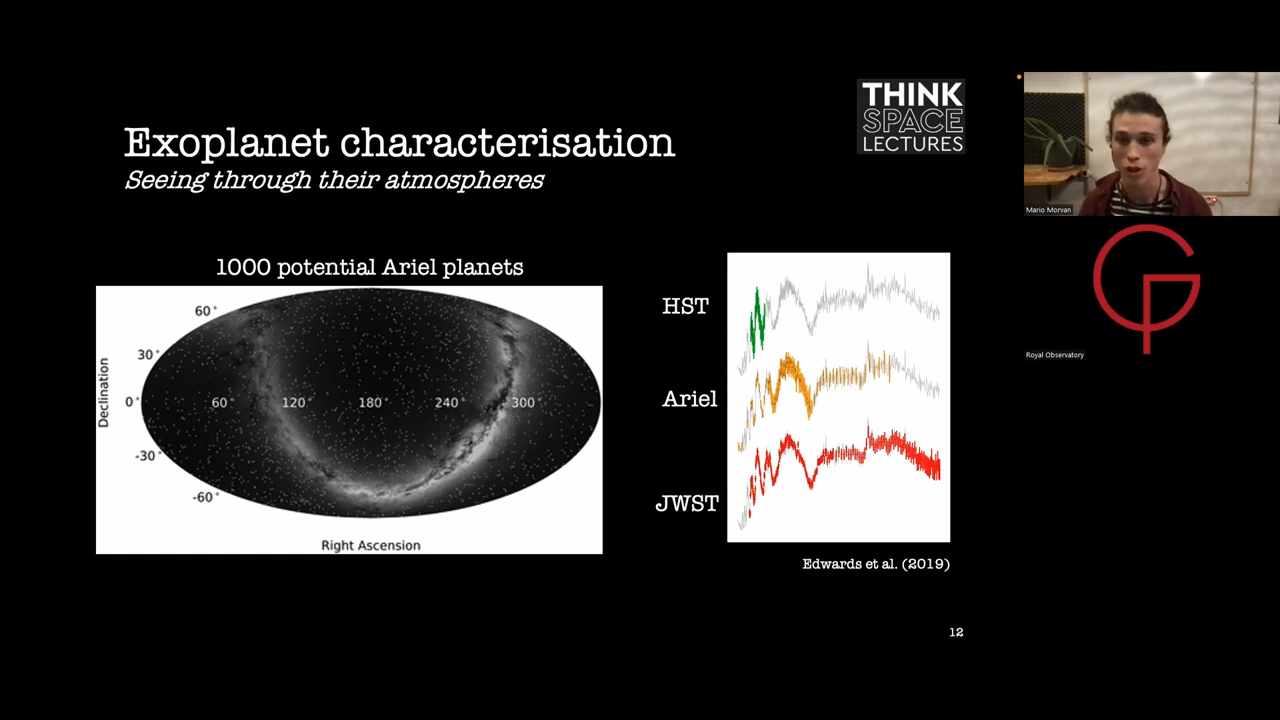 THINK
SPACE
LECTURES
Exoplanet characterisation
Seeing through their atmospheres
Mario Morvan
Royal Observatory
1000 potential Ariel planets
60°
30°
0°
-30°
-60°
60°
120°
180°
240°
300°
Declination
Right Ascension
HST
Ariel
JWST
Edwards et al. (2019)
12